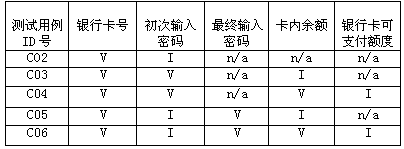 测试用例ID号 银行卡号 初次输入密码 最终输入密码 卡内余额 银行卡可支付额度
C02 V I n/a n/a n/a
C03 V V n/a I n/a
C04 V V n/a V I
C05 V I V I n/a
C06 V I V V I